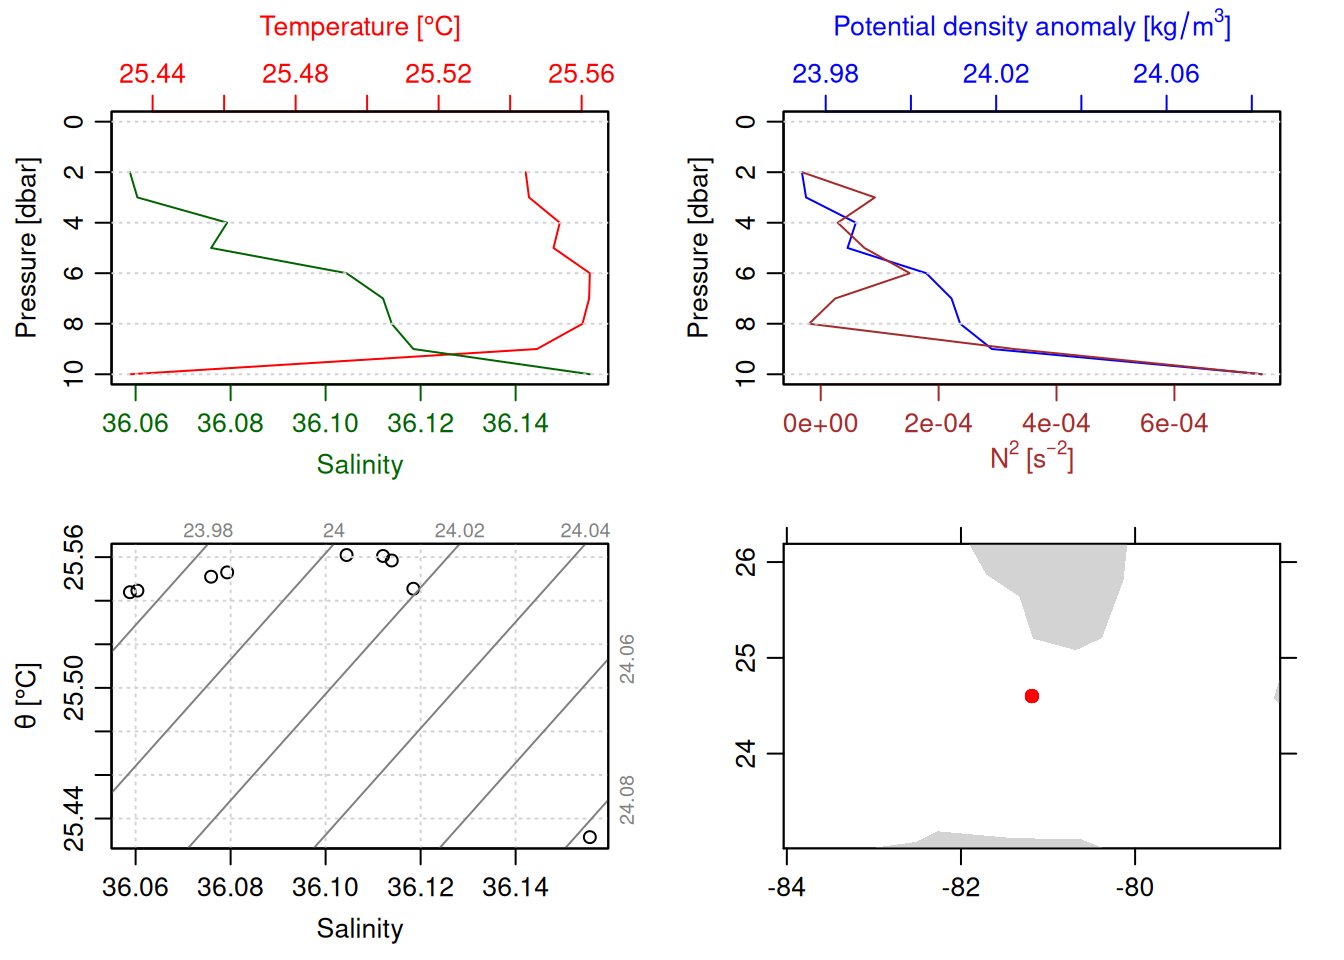 Temperature [°C]
25.44 25.48 25.52 25.56
Pressure [dbar]
0
2
4
6
8
10
36.06 36.08 36.10 36.12 36.14
Salinity
Potential density anomaly [kg/m³]
23.98 24.02 24.06
Pressure [dbar]
0
2
4
6
8
10
0e+00 2e-04 4e-04 6e-04
N² [s⁻²]
23.98 24 24.02 24.04
24.06
24.08
θ [°C]
25.56
25.50
25.44
36.06 36.08 36.10 36.12 36.14
Salinity
26
25
24
-84 -82 -80